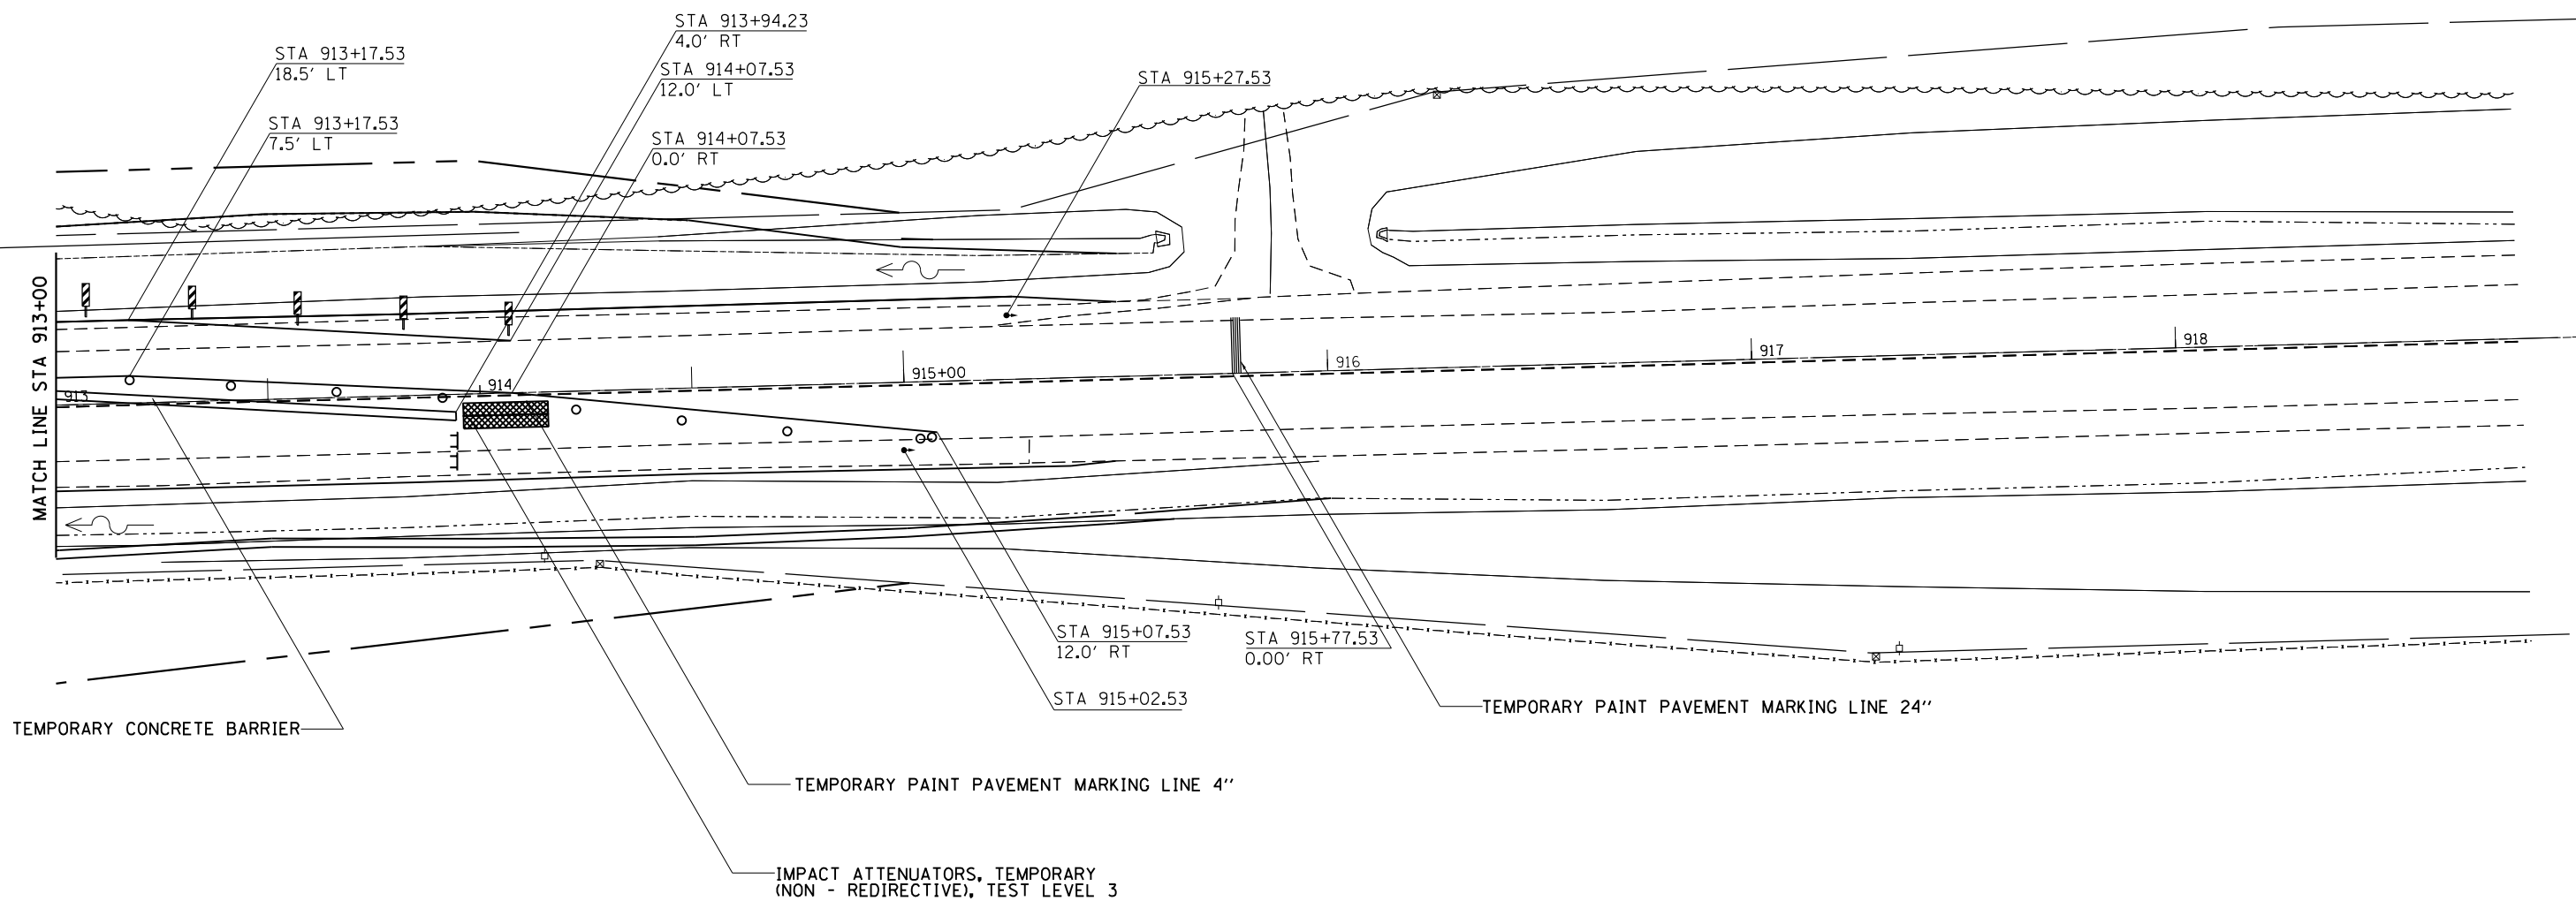 STA 913+94.23
4.0' RT
STA 913+17.53
18.5' LT
STA 914+07.53
12.0' LT
STA 915+27.53
STA 913+17.53
7.5' LT
STA 914+07.53
0.0' RT
MATCH LINE STA 913+00
913
914
915+00
916
917
918
STA 915+07.53
12.0' RT
STA 915+77.53
0.00' RT
STA 915+02.53
TEMPORARY PAINT PAVEMENT MARKING LINE 24''
TEMPORARY CONCRETE BARRIER
TEMPORARY PAINT PAVEMENT MARKING LINE 4''
IMPACT ATTENUATORS, TEMPORARY
(NON - REDIRECTIVE), TEST LEVEL 3